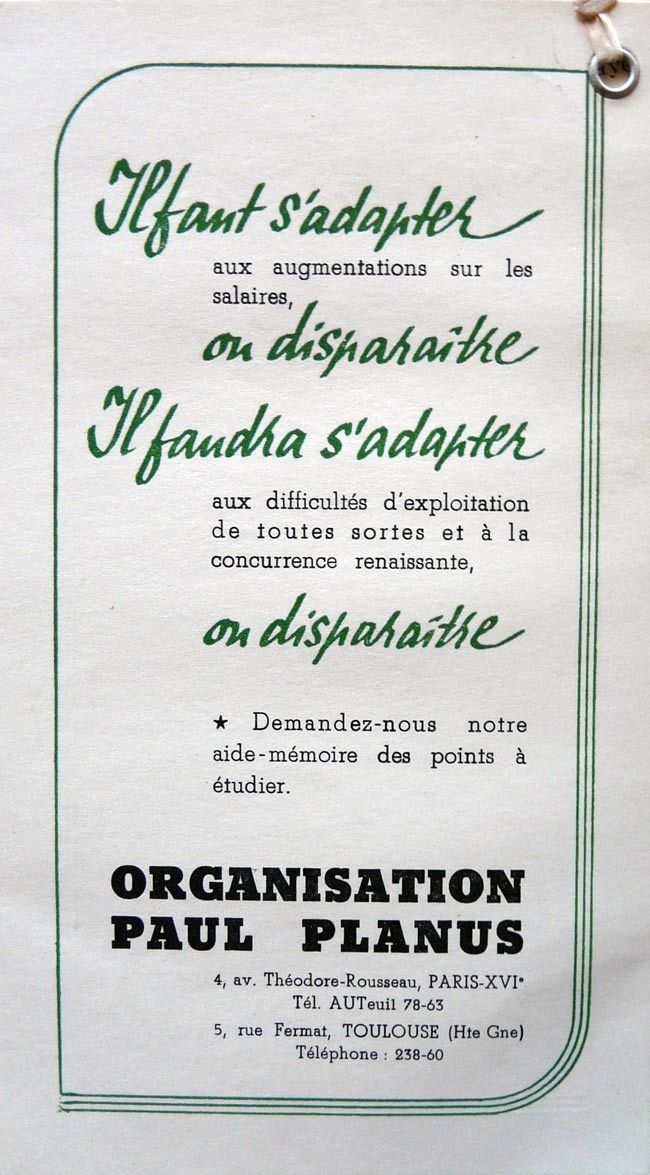 Il faut s'adapter
aux augmentations sur les
salaires,
ou disparaître
Il faudra s'adapter
aux difficultés d'exploitation
de toutes sortes et à la
concurrence renaissante,
ou disparaître
★ Demandez-nous notre
aide-mémoire des points à
étudier.
ORGANISATION
PAUL PLANUS
4, av. Théodore-Rousseau, PARIS-XVIᵉ
Tél. AUTeuil 78-63
5, rue Fermat, TOULOUSE (Hte Gne)
Téléphone : 238-60